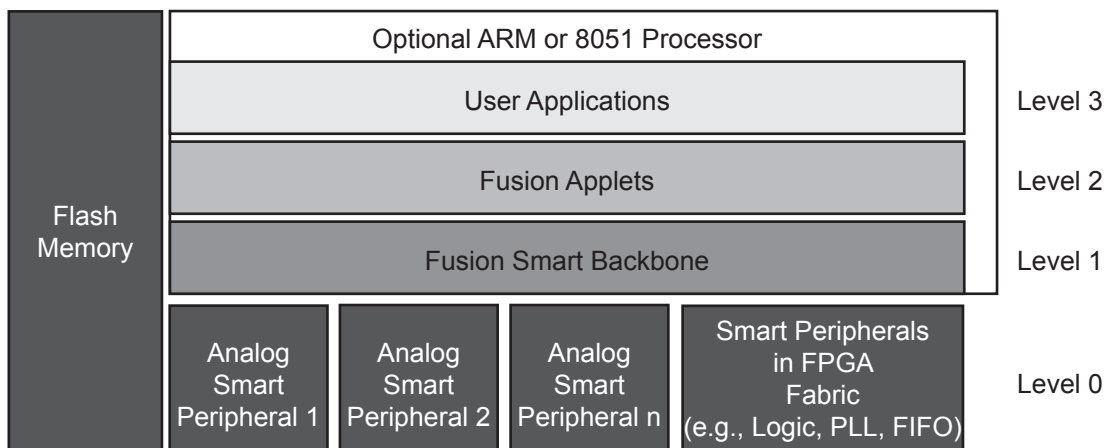 Optional ARM or 8051 Processor
User Applications
Level 3
Fusion Applets
Level 2
Flash
Memory
Fusion Smart Backbone
Level 1
Analog
Smart
Peripheral 1
Analog
Smart
Peripheral 2
Analog
Smart
Peripheral n
Smart Peripherals
in FPGA
Fabric
(e.g., Logic, PLL, FIFO)
Level 0